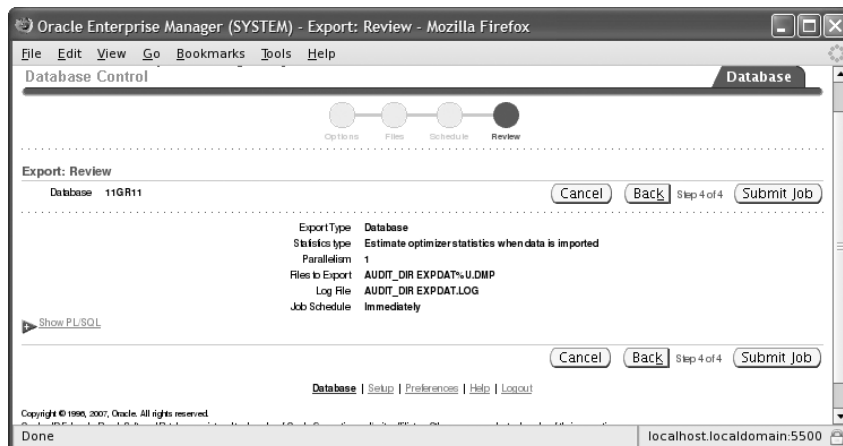 Oracle Enterprise Manager (SYSTEM) - Export: Review - Mozilla Firefox
File Edit View Go Bookmarks Tools Help
Database Control Database
Options Files Schedule Review
Export: Review
Database 11GR11 Cancel Back Step 4 of 4 Submit Job
Export Type Database
Statistics type Estimate optimizer statistics when data is imported
Parallelism 1
Files to Export AUDIT_DIR EXPDAT%U.DMP
Log File AUDIT_DIR EXPDAT.LOG
Job Schedule Immediately
Show PL/SQL
Cancel Back Step 4 of 4 Submit Job
Database | Setup | Preferences | Help | Logout
Copyright © 1996, 2007, Oracle. All rights reserved.
Done localhost.localdomain:5500